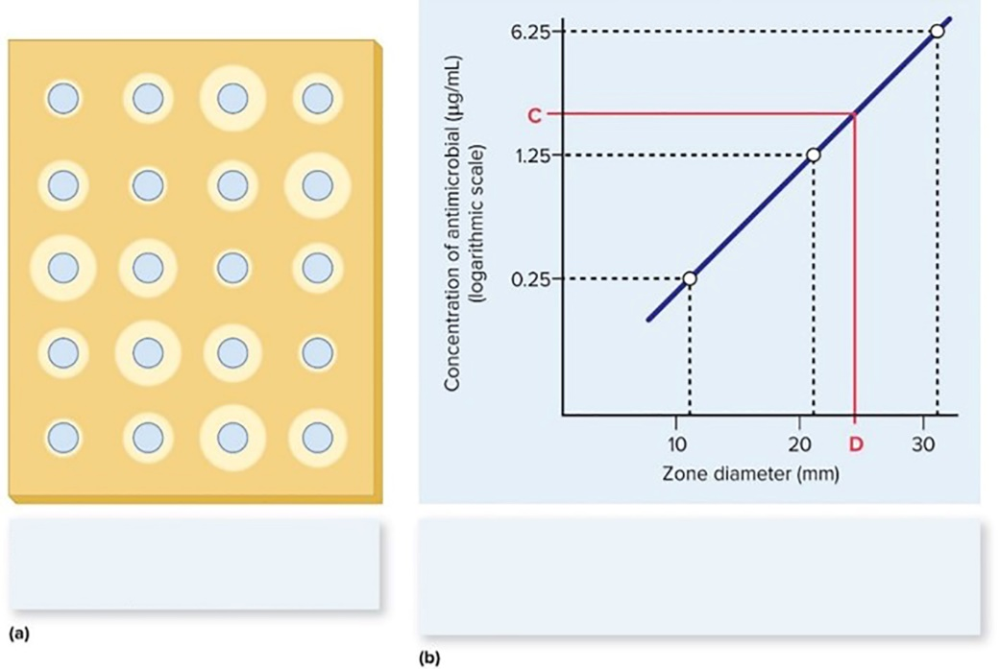 6.25
C
1.25
0.25
Concentration of antimicrobial (µg/mL)
(logarithmic scale)
10
20
D
30
Zone diameter (mm)
(a)
(b)